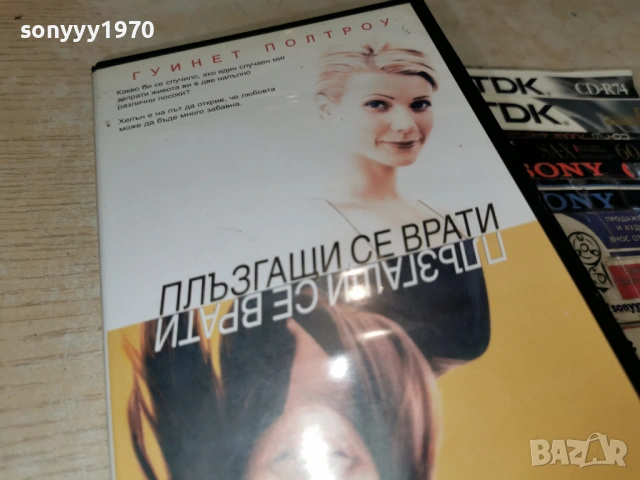 sonyyy1970
ГУИНЕТ ПОЛТРОУ
Какво би се случило, ако един случаен миг
запрати живота ви в две напълно
различни посоки?
Хелън е на път да открие, че любовта
може да бъде много забавна.
ПЛЪЗГАЩИ СЕ ВРАТИ
ПЛЪЗГАЩИ СЕ ВРАТИ
TDK CD-R74
TDK
SONY
SONY
BAZAR